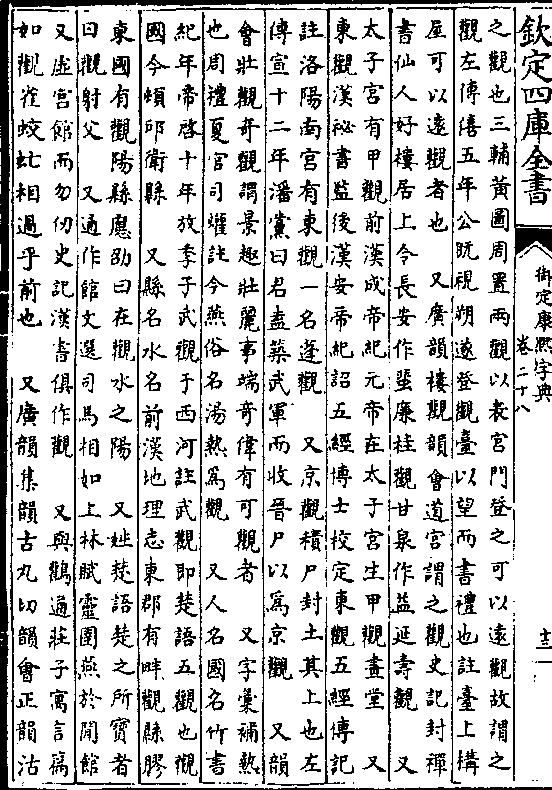 欽定四庫全書
御定康熙字典
卷二十八
之觀也三輔黃圖周置兩觀以表宮門登之可以遠觀故謂之
觀左傳僖五年公旣視朔遂登觀臺以望而書禮也註臺上構
屋可以遠觀者也 又廣韻樓觀韻會道宮謂之觀史記封禪
書仙人好樓居上令長安作蜚廉桂觀甘泉作益延壽觀 又
太子宮有甲觀前漢成帝紀元帝在太子宮生甲觀畫堂 又
東觀漢秘書監後漢安帝紀詔五經博士校定東觀五經傳記
註洛陽南宮有東觀一名蓬觀 又京觀積尸封土其上也左
傳宣十二年潘黨曰君盍築武軍而收晉尸以爲京觀 又韻
會壯觀奇觀謂景趣壯麗事端奇偉有可觀者 又字彙補熱
也周禮夏官司爟註今燕俗名湯熱爲觀 又人名國名竹書
紀年帝啓十年放季子武觀于西河註武觀卽楚語五觀也觀
國今頓邱衛縣 又縣名水名前漢地理志東郡有畔觀縣膠
東國有觀陽縣應劭曰在觀水之陽 又姓楚語楚之所寶者
曰觀射父 又通作館文選司馬相如上林賦靈圉燕於閒館
又虛宮館而勿仞史記漢書俱作觀 又與鸛通莊子寓言篇
如觀雀蚊虻相過乎前也 又廣韻集韻古丸切韻會正韻沽